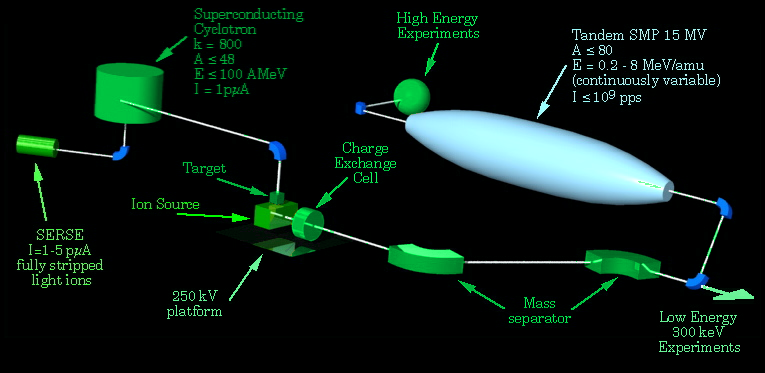 Superconducting
Cyclotron
k = 800
A ≤ 48
E ≤ 100 AMeV
I = 1pμA
High Energy
Experiments
Tandem SMP 15 MV
A ≤ 80
E = 0.2 - 8 MeV/amu
(continuously variable)
I ≤ 10⁹ pps
Charge
Exchange
Cell
Target
Ion Source
SERSE
I=1-5 pμA
fully stripped
light ions
250 kV
platform
Mass
separator
Low Energy
300 keV
Experiments